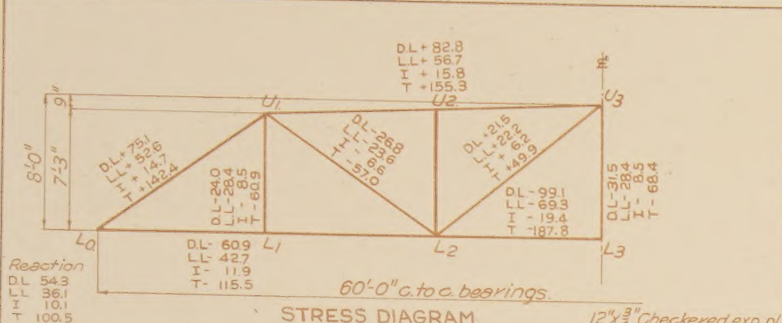 D.L + 82.8
L.L + 56.7
I + 15.8
T + 155.3
9"
8'-0"
7'-3"
U1
U2
U3
D.L + 75.1
L.L + 52.6
I + 14.7
T + 142.4
D.L - 24.0
L.L - 28.4
I - 8.5
T - 60.9
D.L - 26.8
L.L - 23.6
I - 6.6
T - 57.0
D.L + 21.5
L.L + 22.2
I + 6.2
T + 49.9
D.L - 99.1
L.L - 69.3
I - 19.4
T - 187.8
D.L - 31.5
L.L - 28.4
I - 8.5
T - 68.4
L0
L1
L2
L3
D.L - 60.9
L.L - 42.7
I - 11.9
T - 115.5
Reaction
D.L 54.3
L.L 36.1
I 10.1
T 100.5
60'-0" c. to c. bearings.
STRESS DIAGRAM
12" x 3/8" Checkered exp. pl